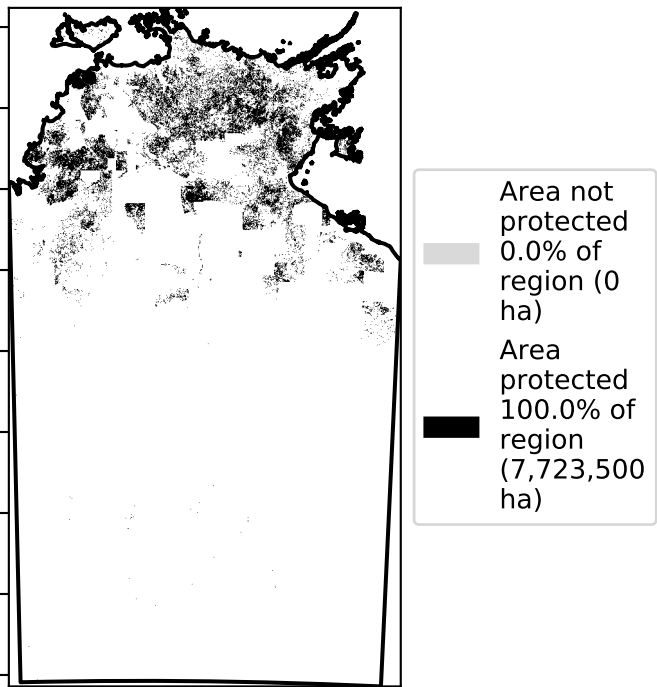 Area not
protected
0.0% of
region (0
ha)
Area
protected
100.0% of
region
(7,723,500
ha)